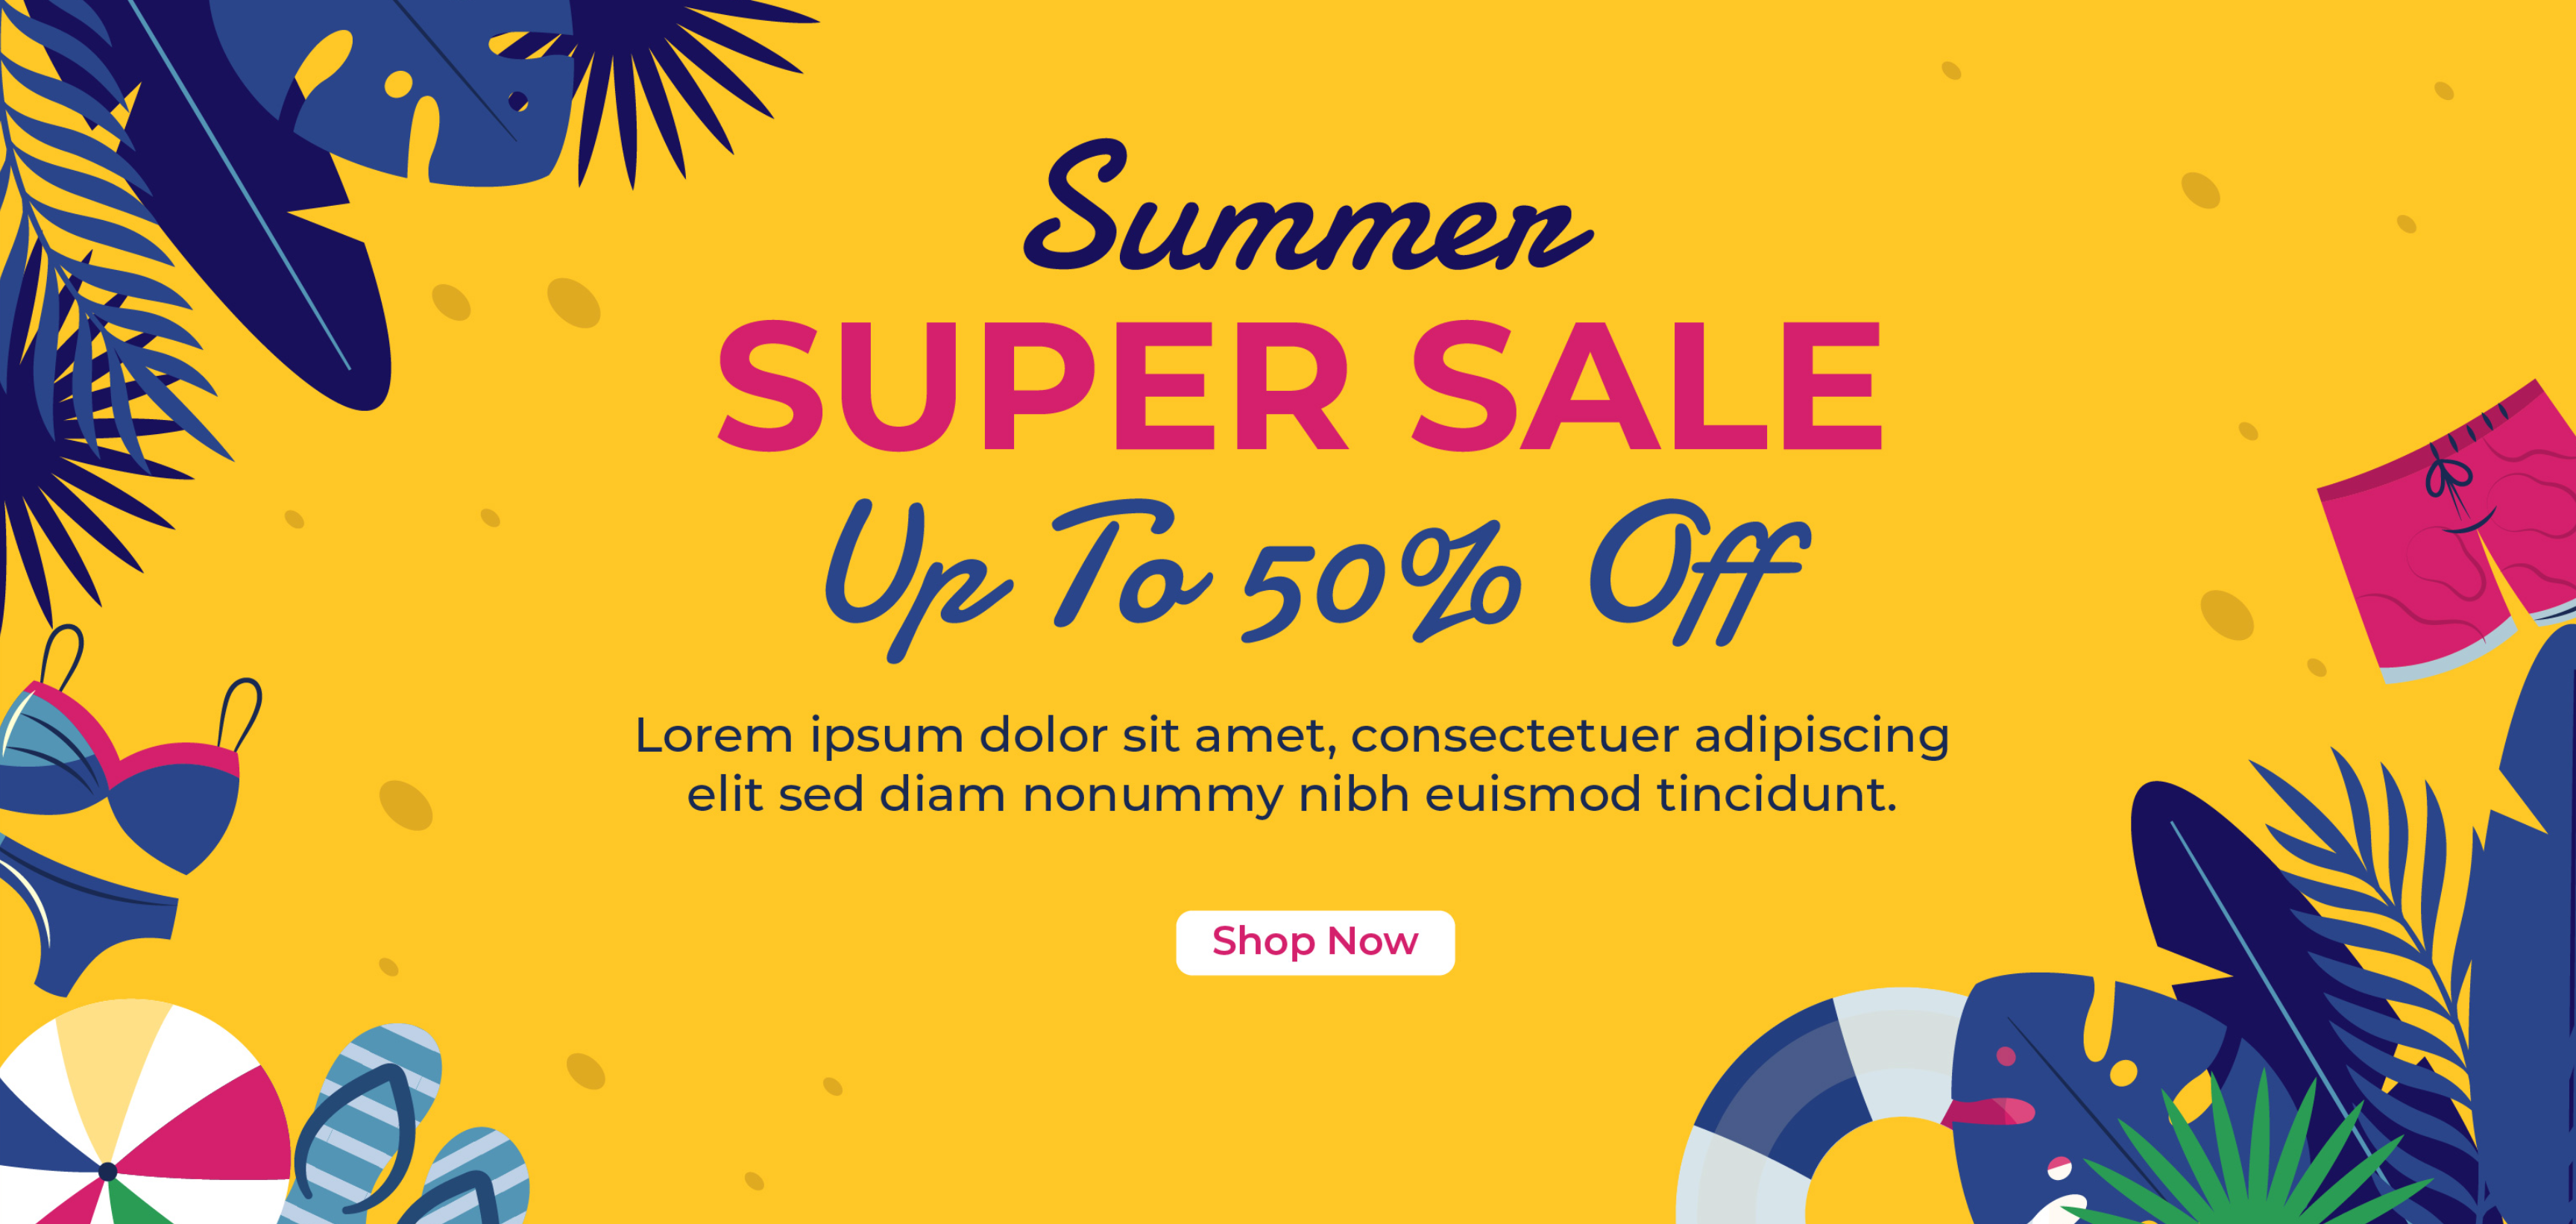 Summer
SUPER SALE
Up To 50% Off
Lorem ipsum dolor sit amet, consectetuer adipiscing
elit sed diam nonummy nibh euismod tincidunt.
Shop Now